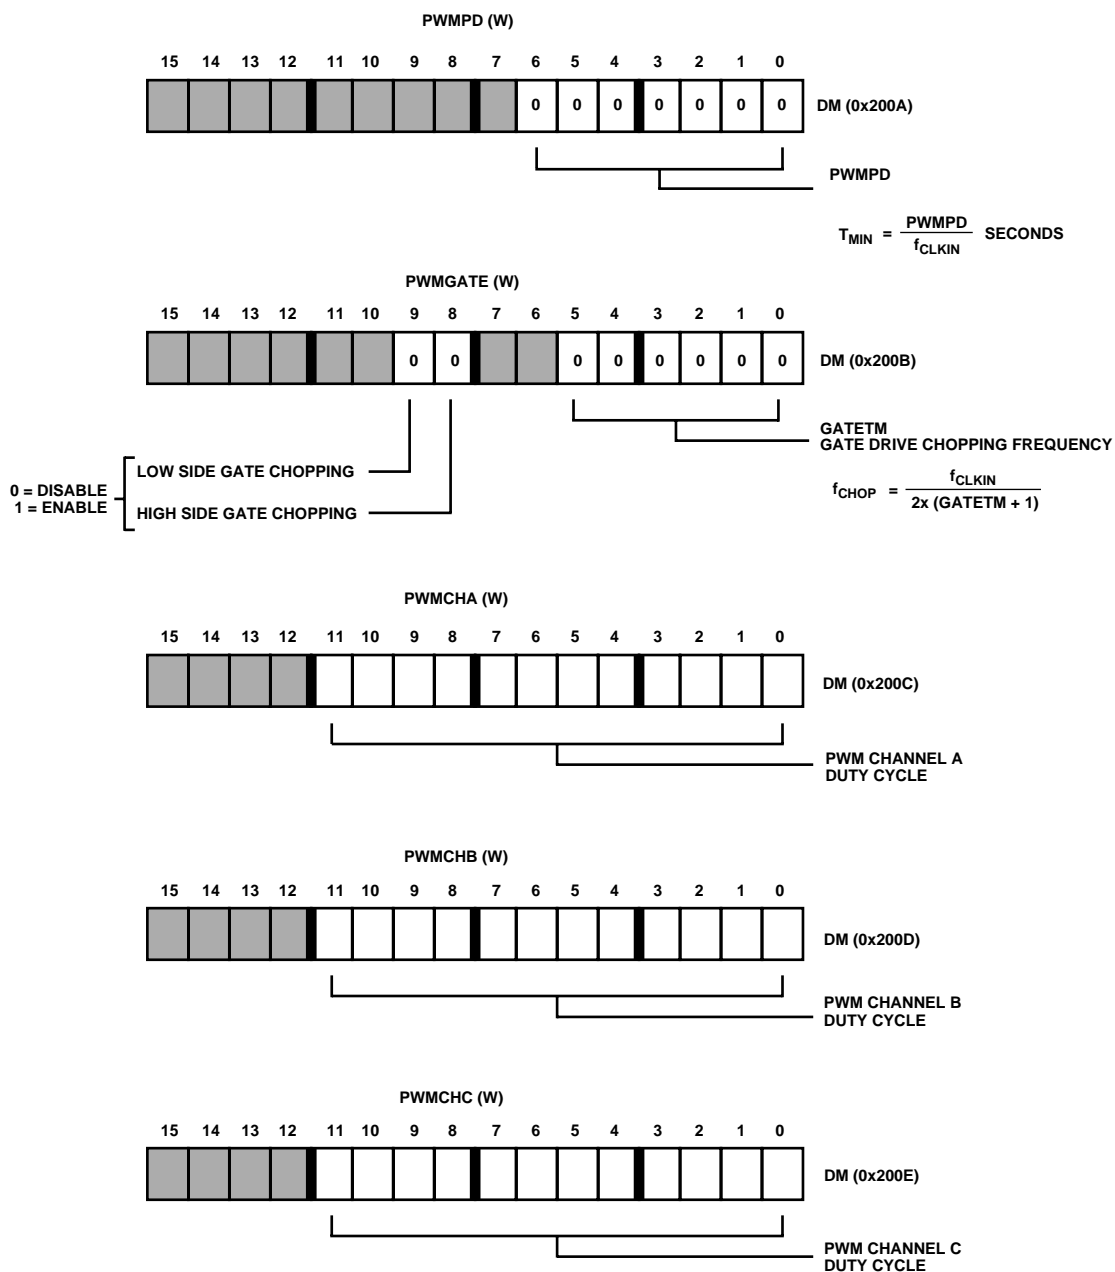 PWMPD (W)
15 14 13 12 11 10 9 8 7 6 5 4 3 2 1 0
0 0 0 0 0 0 0 DM (0x200A)
PWMPD
T_MIN = PWMPD / f_CLKIN SECONDS
PWMGATE (W)
15 14 13 12 11 10 9 8 7 6 5 4 3 2 1 0
0 0 0 0 0 0 0 0 DM (0x200B)
GATETM
GATE DRIVE CHOPPING FREQUENCY
f_CHOP = f_CLKIN / 2x (GATETM + 1)
LOW SIDE GATE CHOPPING
0 = DISABLE
1 = ENABLE
HIGH SIDE GATE CHOPPING
PWMCHA (W)
15 14 13 12 11 10 9 8 7 6 5 4 3 2 1 0
DM (0x200C)
PWM CHANNEL A
DUTY CYCLE
PWMCHB (W)
15 14 13 12 11 10 9 8 7 6 5 4 3 2 1 0
DM (0x200D)
PWM CHANNEL B
DUTY CYCLE
PWMCHC (W)
15 14 13 12 11 10 9 8 7 6 5 4 3 2 1 0
DM (0x200E)
PWM CHANNEL C
DUTY CYCLE